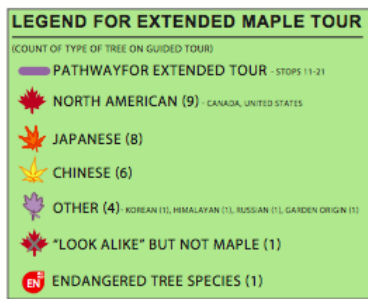 LEGEND FOR EXTENDED MAPLE TOUR
(COUNT OF TYPE OF TREE ON GUIDED TOUR)
PATHWAYFOR EXTENDED TOUR - STOPS 11-21
NORTH AMERICAN (9) - CANADA, UNITED STATES
JAPANESE (8)
CHINESE (6)
OTHER (4)- KOREAN (1), HIMALAYAN (1), RUSSIAN (1), GARDEN ORIGIN (1)
"LOOK ALIKE" BUT NOT MAPLE (1)
EN ENDANGERED TREE SPECIES (1)